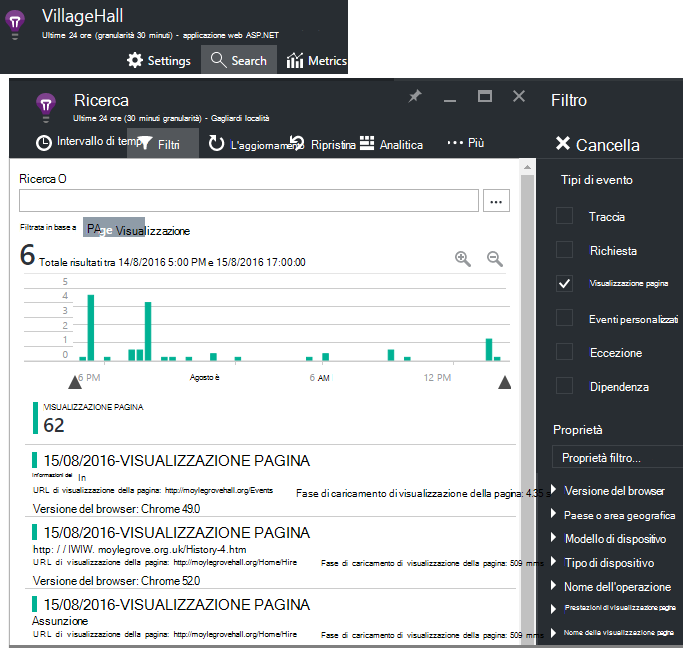 VillageHall
Ultime 24 ore (granularità 30 minuti) - applicazione web ASP.NET
Settings Search Metrics
Ricerca
Ultime 24 ore (30 minuti granularità) - Gagliardi località
Intervallo di temp Filtri L'aggiornamento Ripristina Analitica ··· Più
Ricerca O
...
Filtrata in base a PAge Visualizzazione
6 Totale risultati tra 14/8/2016 5:00 PM e 15/8/2016 17:00:00
5
4
3
2
1
0
6 PM Agosto è 6 AM 12 PM
VISUALIZZAZIONE PAGINA
62
15/08/2016-VISUALIZZAZIONE PAGINA
Informazioni del In
URL di visualizzazione della pagina: http://moylegrovehall.org/Events Fase di caricamento di visualizzazione della pagina: 4.35 s
Versione del browser: Chrome 49.0
15/08/2016-VISUALIZZAZIONE PAGINA
http: / / IWIW. moylegrove.org.uk/History-4.htm
URL di visualizzazione della pagina: http://moylegrovehall.org/Home/Hire Fase di caricamento di visualizzazione della pagina: 509 mms.
Versione del browser: Chrome 52.0
15/08/2016-VISUALIZZAZIONE PAGINA
Assunzione
URL di visualizzazione della pagina: http://moylegrovehall.org/Home/Hire Fase di caricamento di visualizzazione della pagina: 509 mms.
Filtro
Cancella
Tipi di evento
Traccia
Richiesta
Visualizzazione pagina
Eventi personalizzati
Eccezione
Dipendenza
Proprietà
Proprietà filtro...
Versione del browser
Paese o area geografica
Modello di dispositivo
Tipo di dispositivo
Nome dell'operazione
Prestazioni di visualizzazione pagine
Nome della visualizzazione pagine